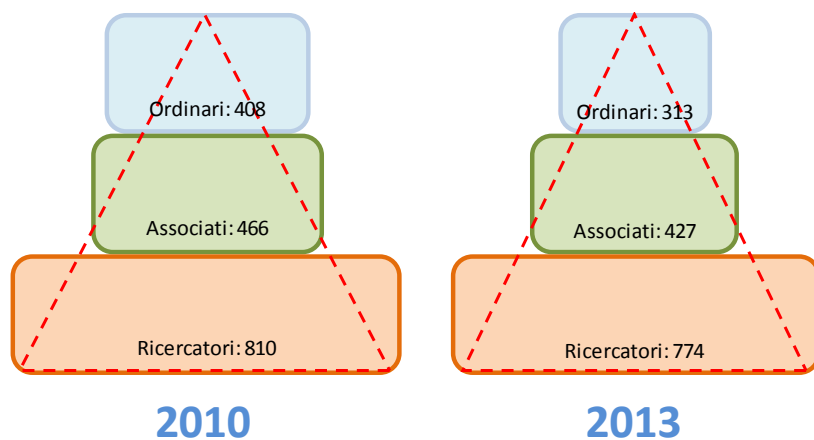 Ordinari: 408
Associati: 466
Ricercatori: 810
2010
Ordinari: 313
Associati: 427
Ricercatori: 774
2013